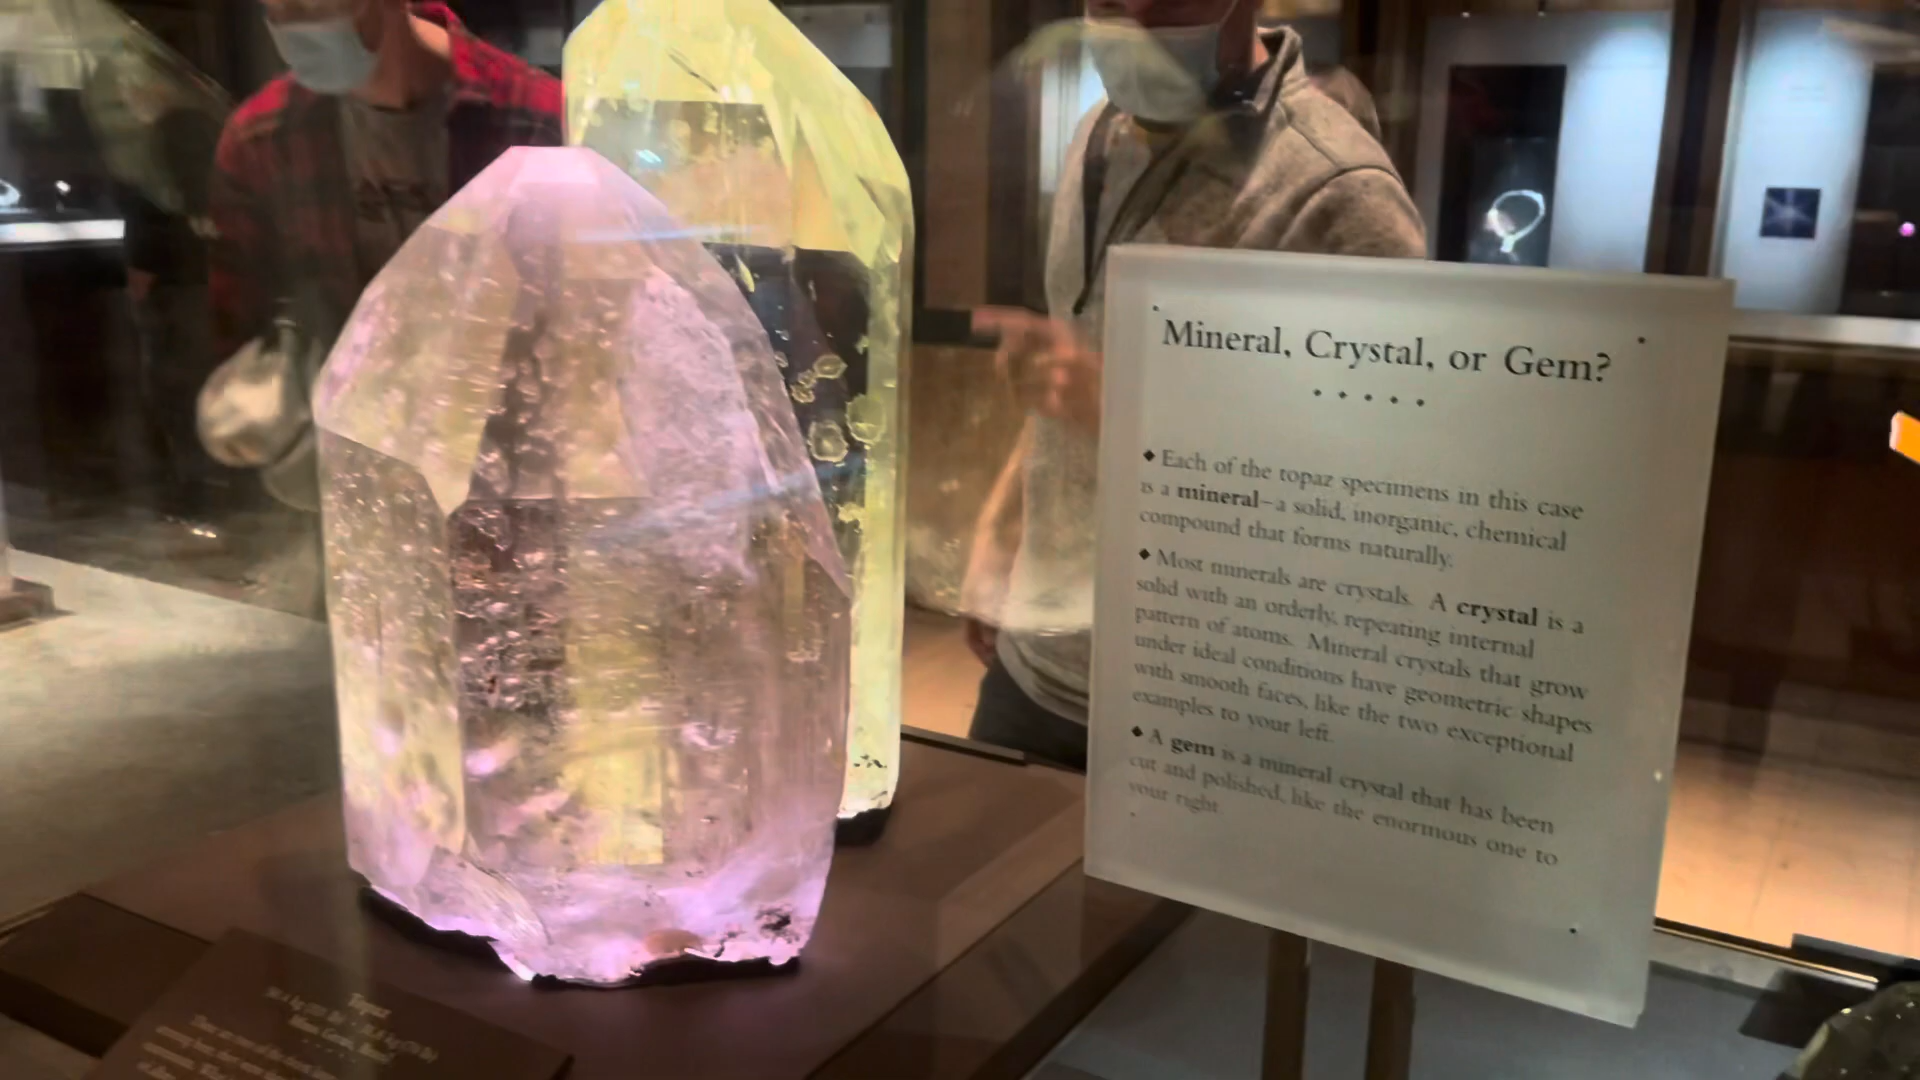 Mineral, Crystal, or Gem?
◆ Each of the topaz specimens in this case
is a mineral–a solid, inorganic, chemical
compound that forms naturally.
◆ Most minerals are crystals. A crystal is a
solid with an orderly, repeating internal
pattern of atoms. Mineral crystals that grow
under ideal conditions have geometric shapes
with smooth faces, like the two exceptional
examples to your left.
◆ A gem is a mineral crystal that has been
cut and polished, like the enormous one to
your right
Topaz